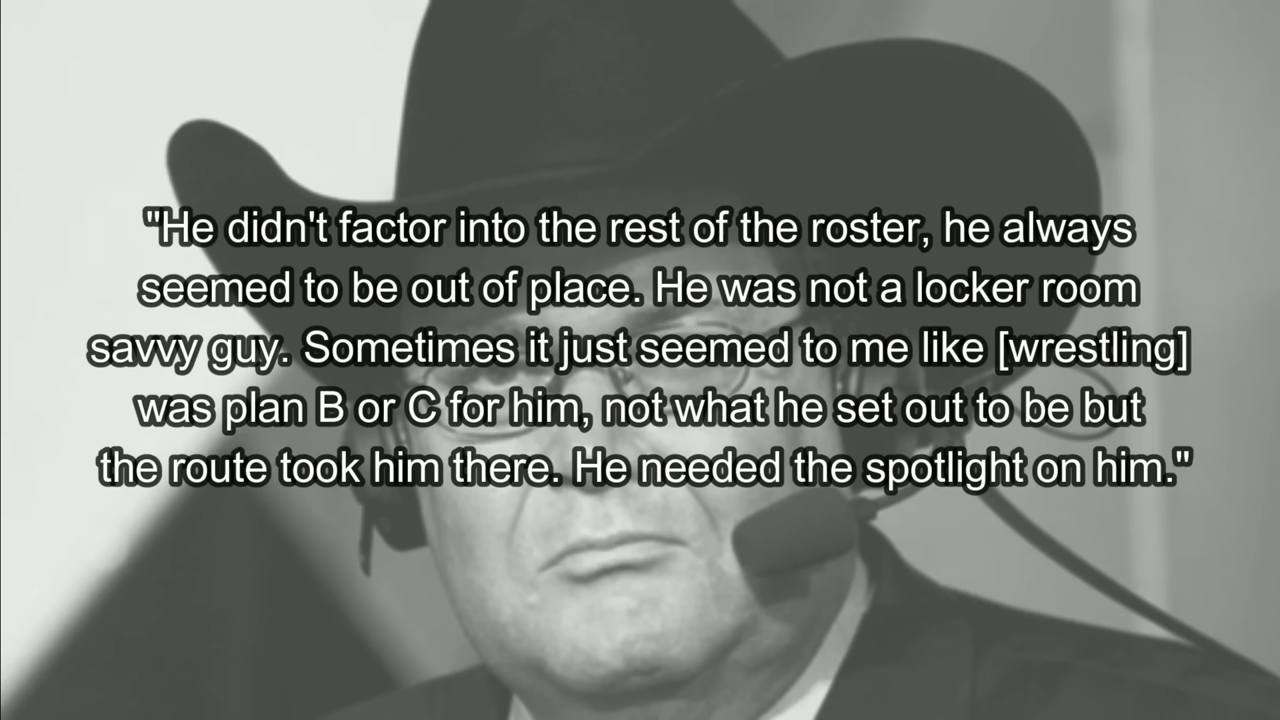 "He didn't factor into the rest of the roster, he always
seemed to be out of place. He was not a locker room
savvy guy. Sometimes it just seemed to me like [wrestling]
was plan B or C for him, not what he set out to be but
the route took him there. He needed the spotlight on him."